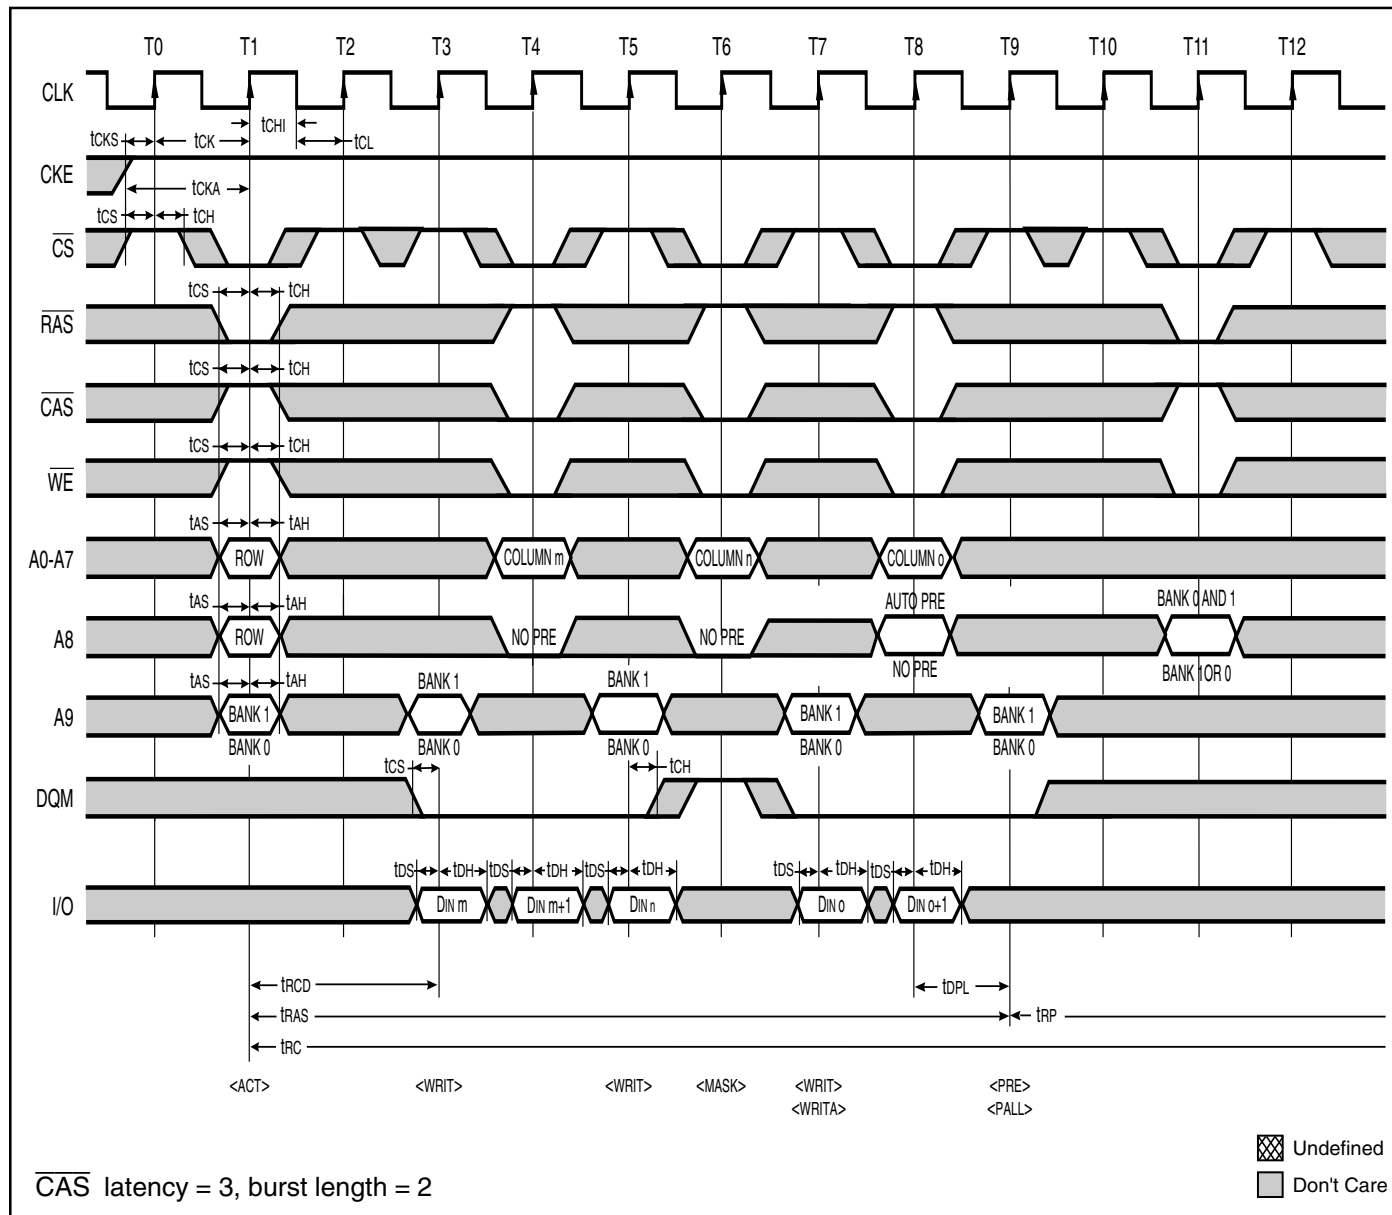 T0 T1 T2 T3 T4 T5 T6 T7 T8 T9 T10 T11 T12
CLK
tCHI
tCKS tCK tCL
CKE
tCKA
tCS tCH
CS
tCS tCH
RAS
tCS tCH
CAS
tCS tCH
WE
tAS tAH
A0-A7 ROW COLUMN m COLUMN n COLUMN o
tAS tAH AUTO PRE BANK 0 AND 1
A8 ROW NO PRE NO PRE
NO PRE BANK 1 OR 0
tAS tAH BANK 1 BANK 1
A9 BANK 1 BANK 1 BANK 1
BANK 0 BANK 0 BANK 0 BANK 0 BANK 0
tCS tCH
DQM
tDS tDH tDS tDH tDS tDH tDS tDH tDS tDH
I/O DIN m DIN m+1 DIN n DIN o DIN o+1
tRCD tDPL
tRAS tRP
tRC
<ACT> <WRIT> <WRIT> <MASK> <WRIT> <PRE>
<WRITA> <PALL>
Undefined
CAS latency = 3, burst length = 2
Don't Care